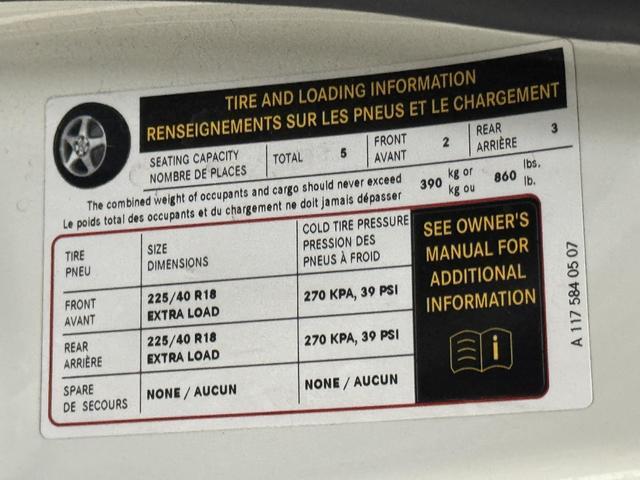 TIRE AND LOADING INFORMATION
RENSEIGNEMENTS SUR LES PNEUS ET LE CHARGEMENT
SEATING CAPACITY TOTAL 5 FRONT 2 REAR 3
NOMBRE DE PLACES AVANT ARRIÈRE
The combined weight of occupants and cargo should never exceed 390 kg or 860 lbs.
Le poids total des occupants et du chargement ne doit jamais dépasser kg ou lb.
TIRE SIZE COLD TIRE PRESSURE
PNEU DIMENSIONS PRESSION DES
PNEUS À FROID
FRONT 225/40 R18 270 KPA, 39 PSI
AVANT EXTRA LOAD
REAR 225/40 R18 270 KPA, 39 PSI
ARRIÈRE EXTRA LOAD
SPARE NONE / AUCUN NONE / AUCUN
DE SECOURS
SEE OWNER'S
MANUAL FOR
ADDITIONAL
INFORMATION
i
A 117 584 05 07